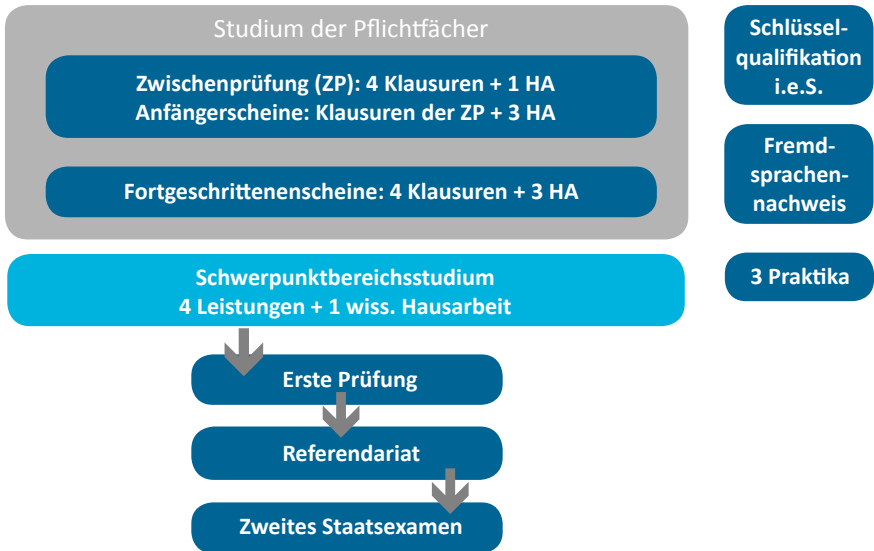 Studium der Pflichtfächer
Zwischenprüfung (ZP): 4 Klausuren + 1 HA
Anfängerscheine: Klausuren der ZP + 3 HA
Fortgeschrittenenscheine: 4 Klausuren + 3 HA
Schwerpunktbereichsstudium
4 Leistungen + 1 wiss. Hausarbeit
Erste Prüfung
Referendariat
Zweites Staatsexamen
Schlüssel-
qualifikation
i.e.S.
Fremd-
sprachen-
nachweis
3 Praktika